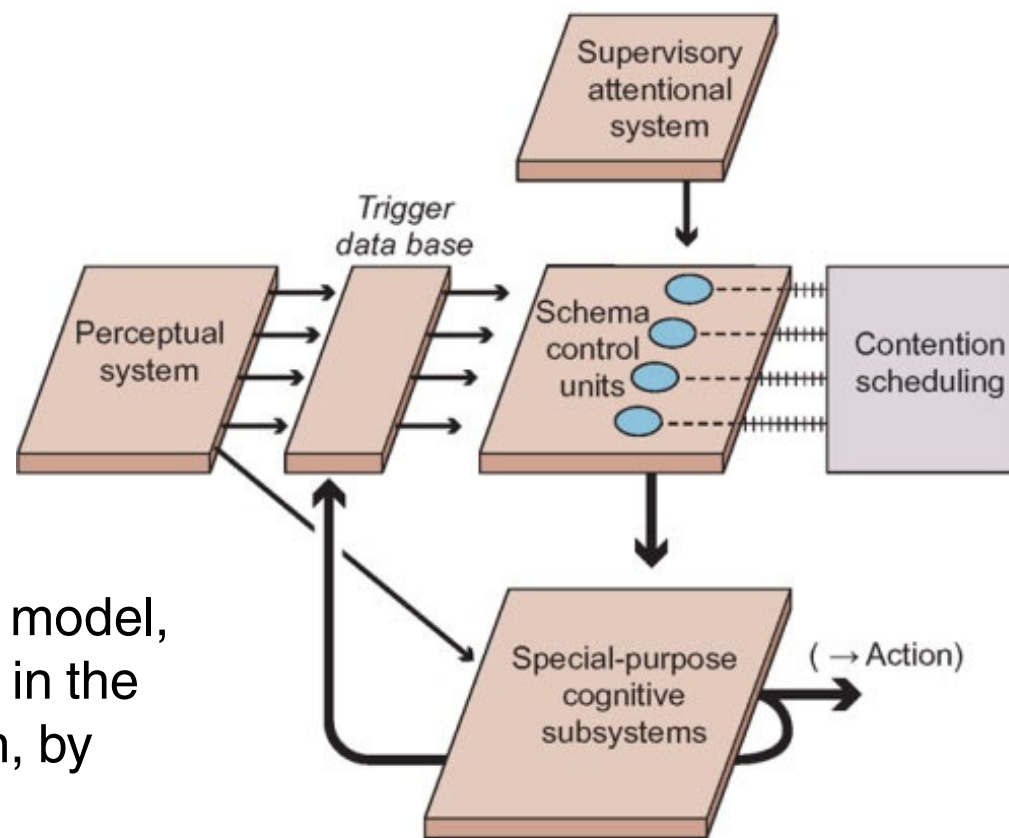 Supervisory
attentional
system
Trigger
data base
Perceptual
system
Schema
control
units
Contention
scheduling
model,
in the
, by
Special-purpose
cognitive
subsystems
( → Action)